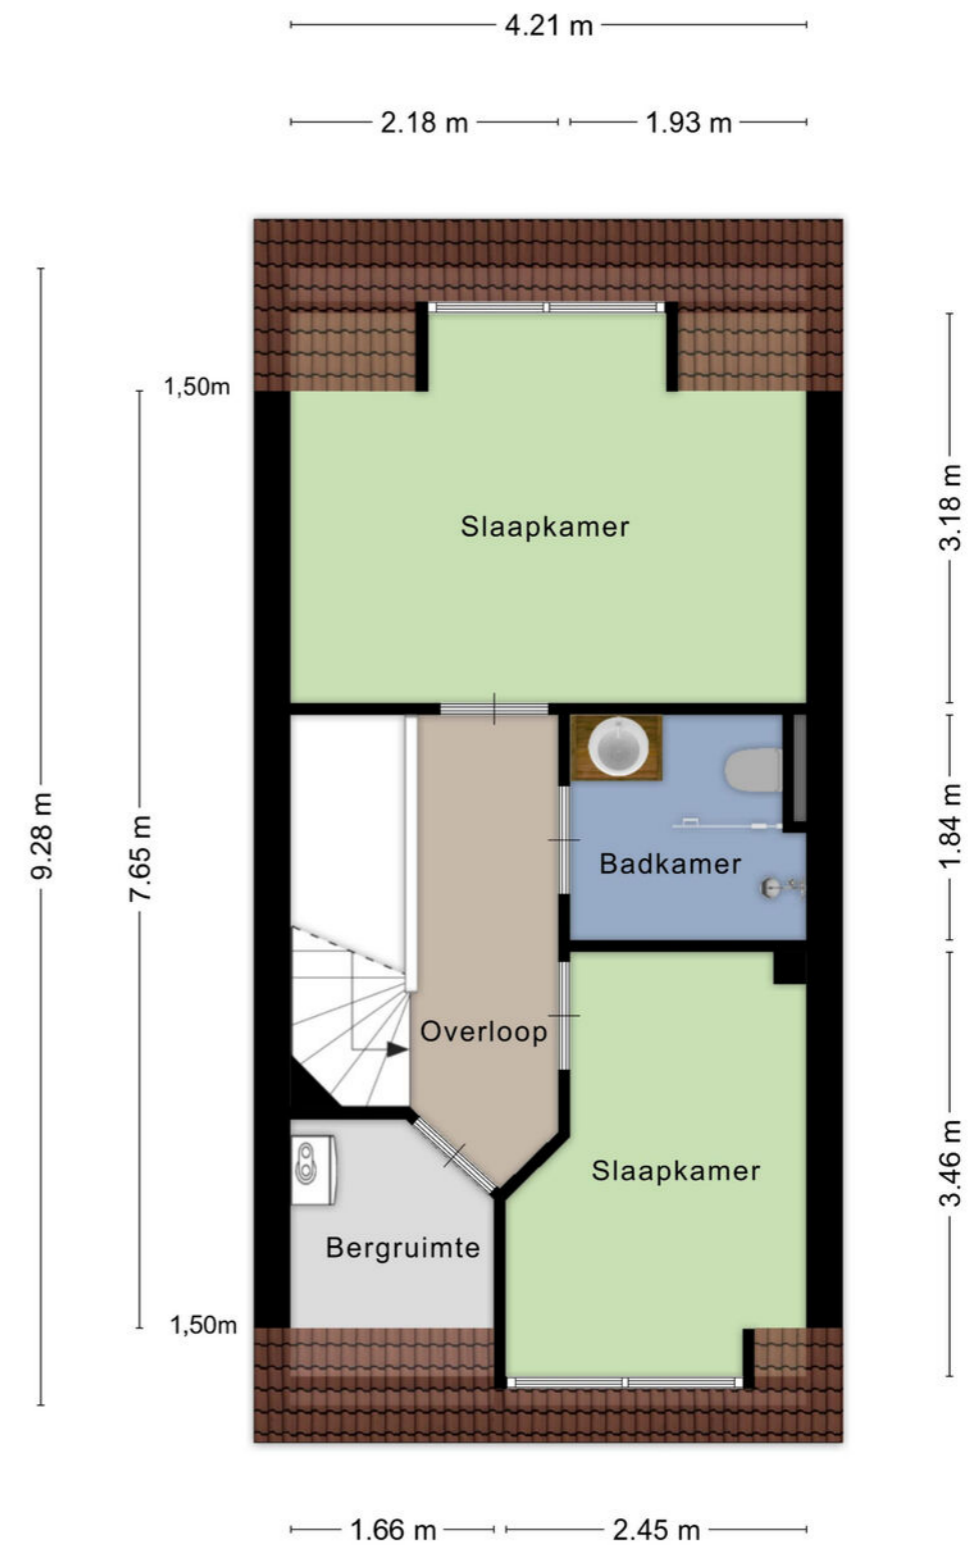 4.21 m
2.18 m
1.93 m
1,50m
Slaapkamer
3.18 m
9.28 m
7.65 m
1.84 m
Badkamer
Overloop
Slaapkamer
3.46 m
Bergruimte
1,50m
1.66 m
2.45 m